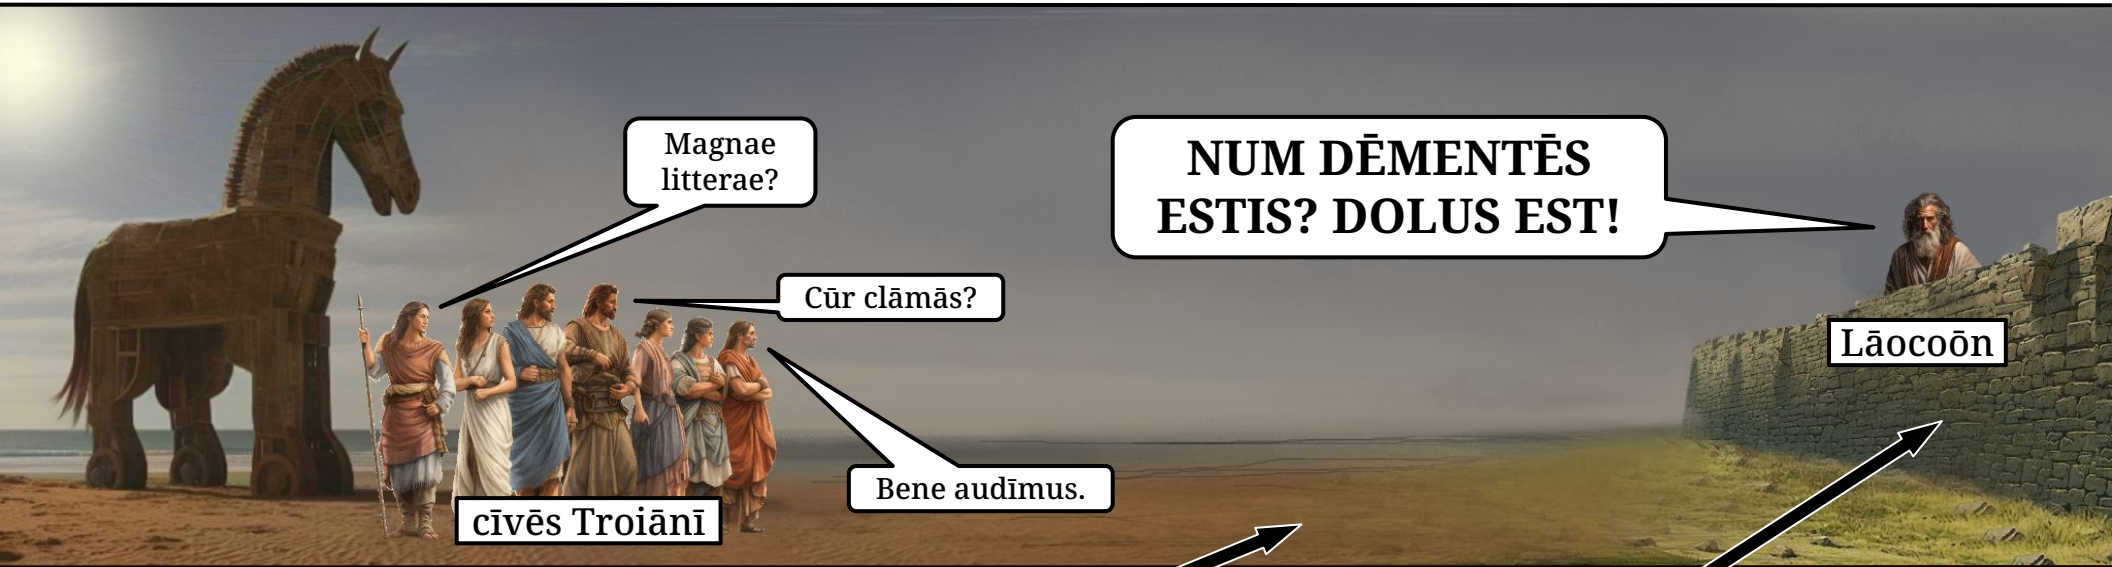 Magnae
litterae?
NUM DĒMENTĒS
ESTIS? DOLUS EST!
Cūr clāmās?
Lāocoōn
Bene audīmus.
cīvēs Troiānī